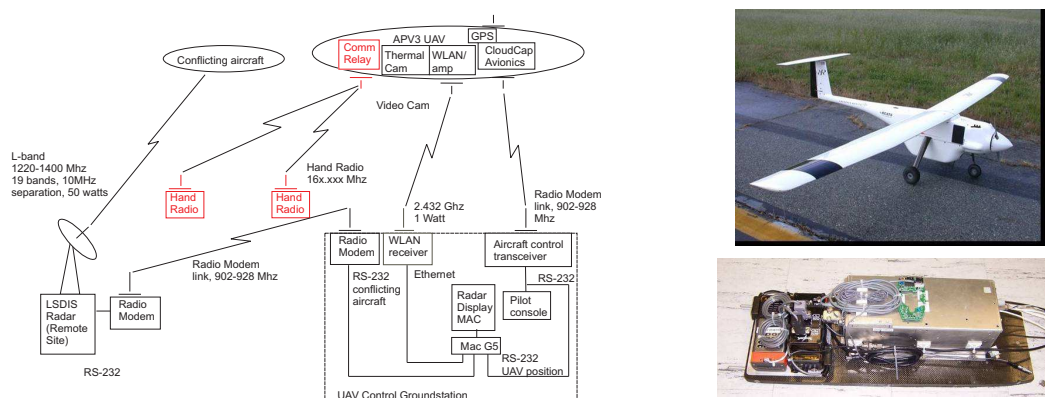 GPS
APV3 UAV
Comm
Relay
Thermal
Cam
WLAN/
amp
CloudCap
Avionics
Conflicting aircraft
Video Cam
L-band
1220-1400 Mhz
19 bands, 10MHz
separation, 50 watts
Hand Radio
16x.xxx Mhz
Hand
Radio
Hand
Radio
2.432 Ghz
1 Watt
Radio Modem
link, 902-928
Mhz
Radio
Modem
WLAN
receiver
Aircraft control
transceiver
Radio Modem
link, 902-928 Mhz
RS-232
conflicting
aircraft
Ethernet
RS-232
LSDIS
Radar
(Remote
Site)
Radio
Modem
Radar
Display
MAC
Pilot
console
Mac G5
RS-232
UAV position
RS-232
UAV Control Groundstation